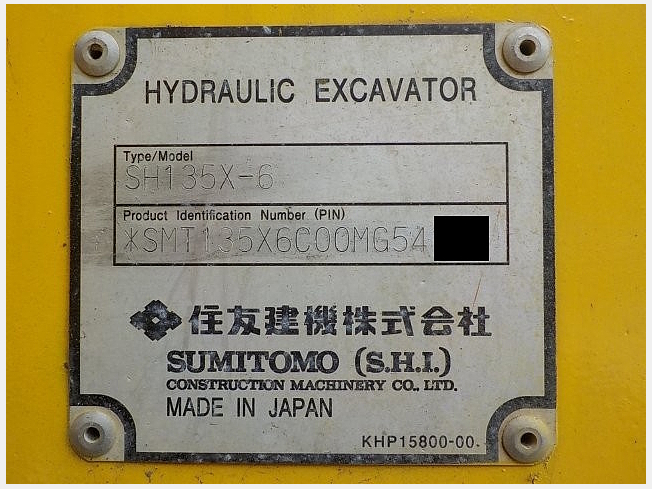 HYDRAULIC EXCAVATOR
Type/Model
SH135X-6
Product Identification Number (PIN)
*SMT135X6C00MG54
住友建機株式会社
SUMITOMO (S.H.I.)
CONSTRUCTION MACHINERY CO., LTD.
MADE IN JAPAN
KHP15800-00.